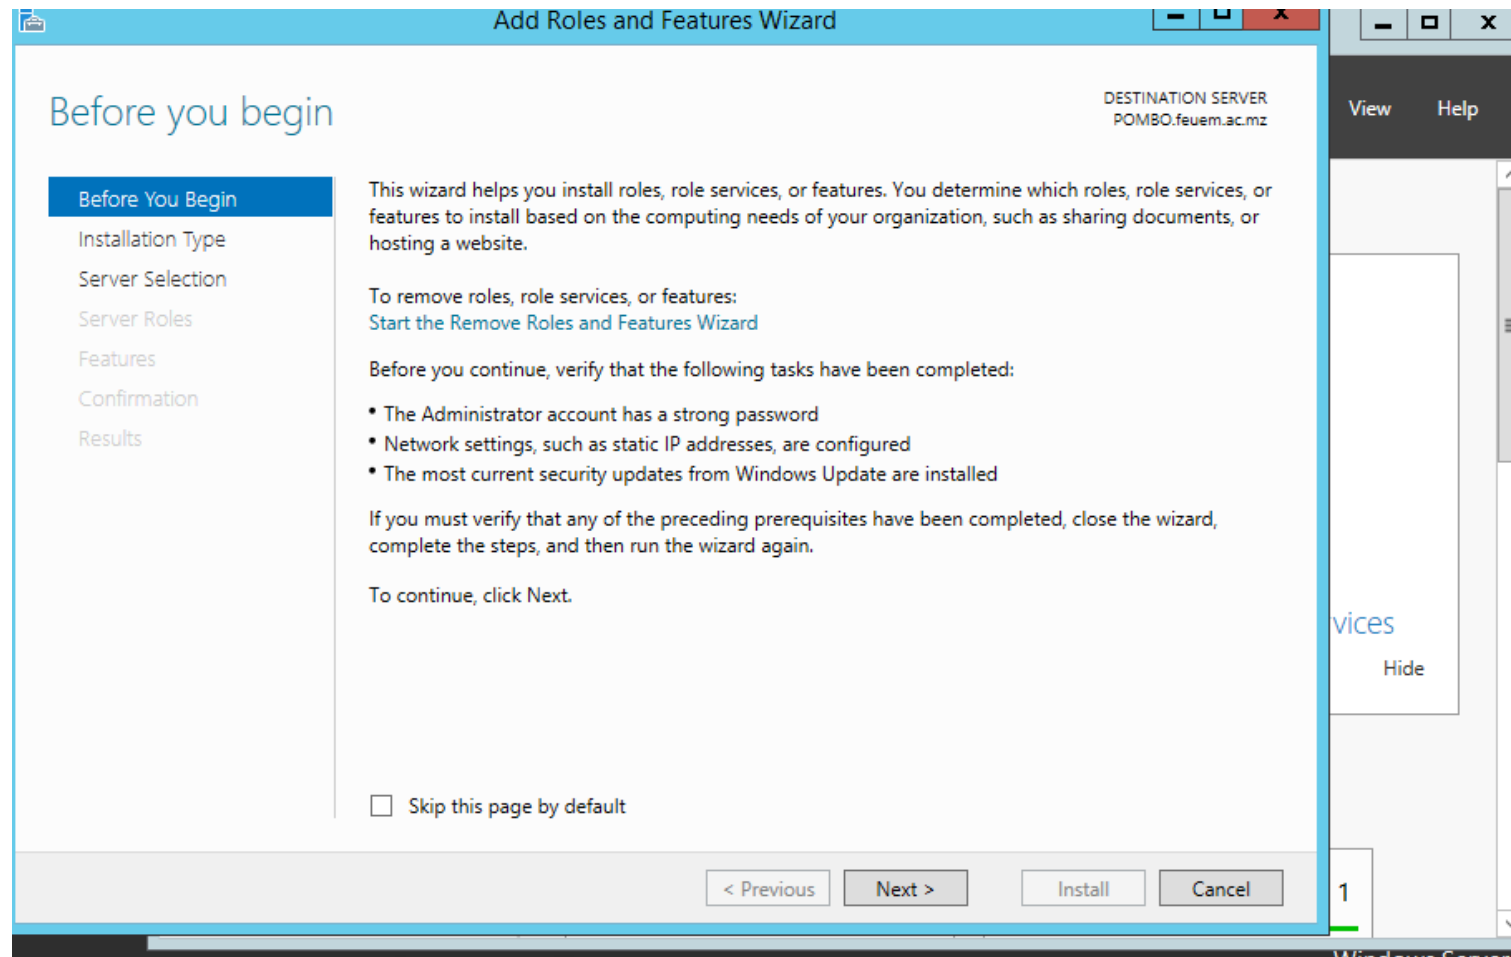 Add Roles and Features Wizard
Before you begin
DESTINATION SERVER
POMBO.feuem.ac.mz
View Help
Before You Begin
Installation Type
Server Selection
Server Roles
Features
Confirmation
Results
This wizard helps you install roles, role services, or features. You determine which roles, role services, or
features to install based on the computing needs of your organization, such as sharing documents, or
hosting a website.
To remove roles, role services, or features:
Start the Remove Roles and Features Wizard
Before you continue, verify that the following tasks have been completed:
• The Administrator account has a strong password
• Network settings, such as static IP addresses, are configured
• The most current security updates from Windows Update are installed
If you must verify that any of the preceding prerequisites have been completed, close the wizard,
complete the steps, and then run the wizard again.
To continue, click Next.
vices
Hide
Skip this page by default
< Previous Next > Install Cancel
1